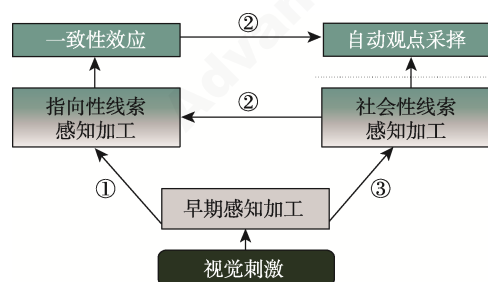 ②
一致性效应
自动观点采择
指向性线索
感知加工
②
社会性线索
感知加工
①
③
早期感知加工
视觉刺激